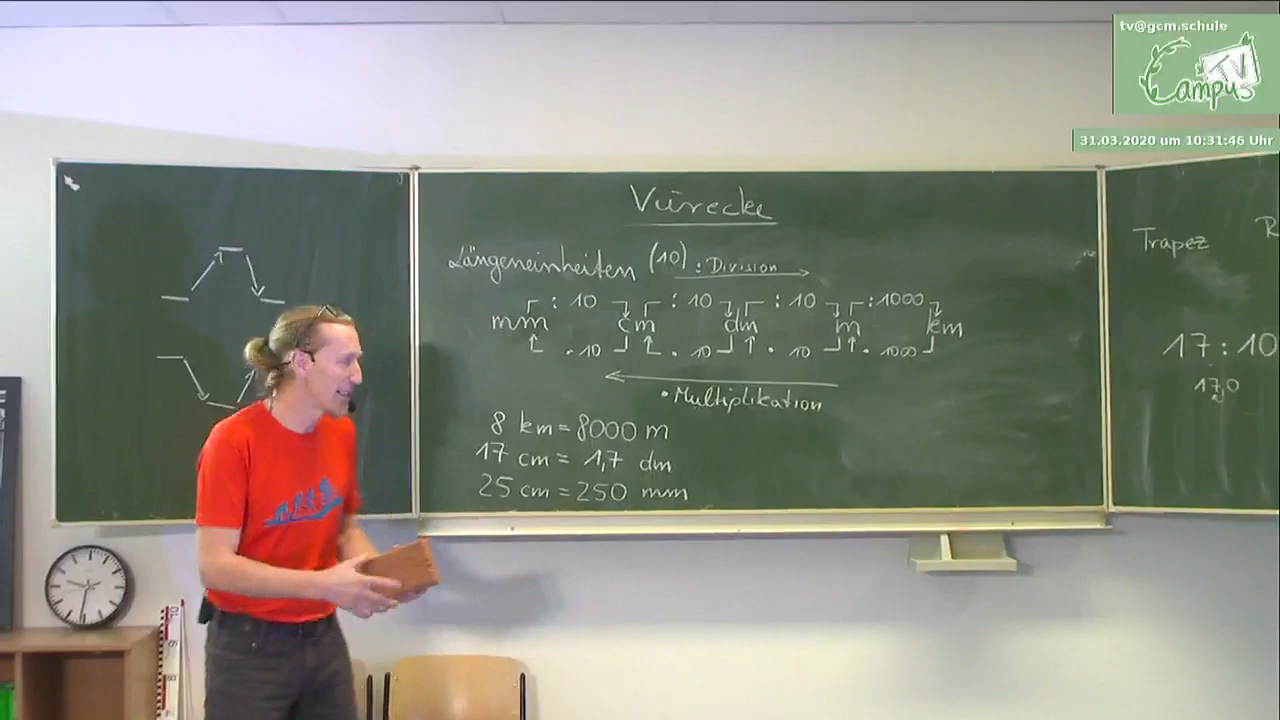 tv@gcm.schule
Campus TV
31.03.2020 um 10:31:46 Uhr
Vierecke
Längeneinheiten (10) : Division
: 10 : 10 : 10 :1000
mm cm dm m km
· 10 · 10 · 10 · 1000
· Multiplikation
8 km = 8000 m
17 cm = 1,7 dm
25 cm = 250 mm
Trapez R
17:10
17,0